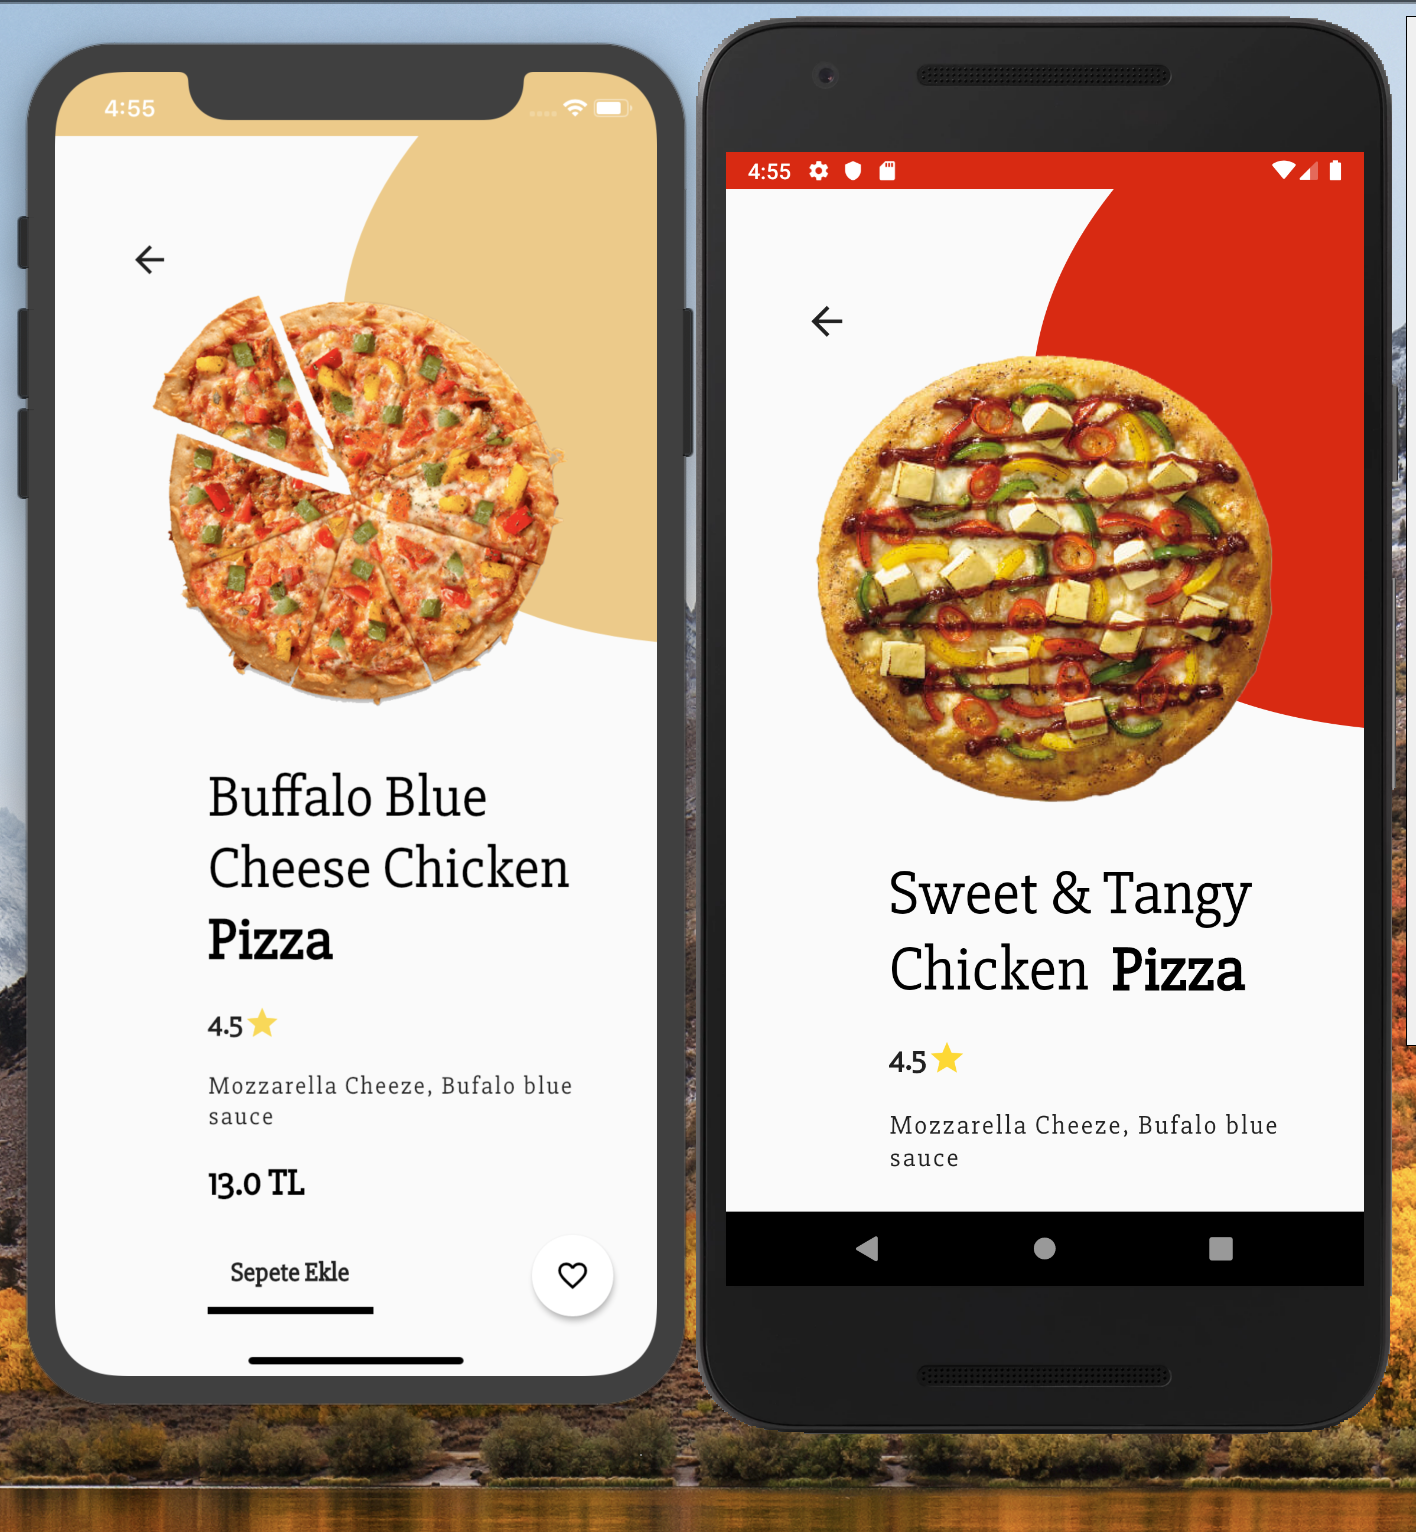 4:55
Buffalo Blue
Cheese Chicken
Pizza
4.5
Mozzarella Cheeze, Bufalo blue
sauce
13.0 TL
Sepete Ekle
4:55
Sweet & Tangy
Chicken Pizza
4.5
Mozzarella Cheeze, Bufalo blue
sauce